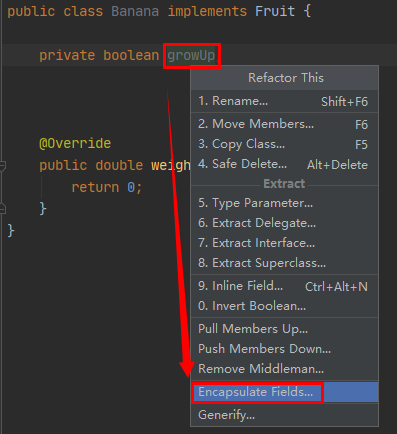 public class Banana implements Fruit {
private boolean growUp
Refactor This
1. Rename... Shift+F6
2. Move Members... F6
3. Copy Class... F5
4. Safe Delete... Alt+Delete
@Override
Extract
public double weigh
5. Type Parameter...
return 0;
6. Extract Delegate...
}
7. Extract Interface...
}
8. Extract Superclass...
9. Inline Field... Ctrl+Alt+N
0. Invert Boolean...
Pull Members Up...
Push Members Down...
Remove Middleman...
Encapsulate Fields...
Generify...